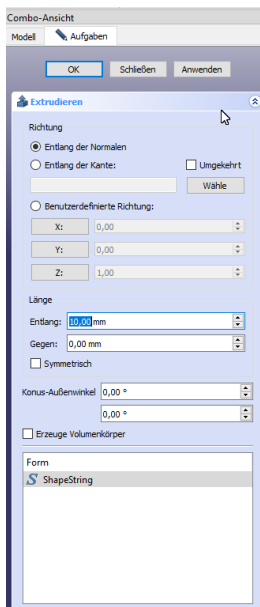 Combo-Ansicht
Modell Aufgaben
OK Schließen Anwenden
Extrudieren
Richtung
Entlang der Normalen
Entlang der Kante: Umgekehrt
Wähle
Benutzerdefinierte Richtung:
X: 0,00
Y: 0,00
Z: 1,00
Länge
Entlang: 10,00 mm
Gegen: 0,00 mm
Symmetrisch
Konus-Außenwinkel 0,00 °
0,00 °
Erzeuge Volumenkörper
Form
ShapeString